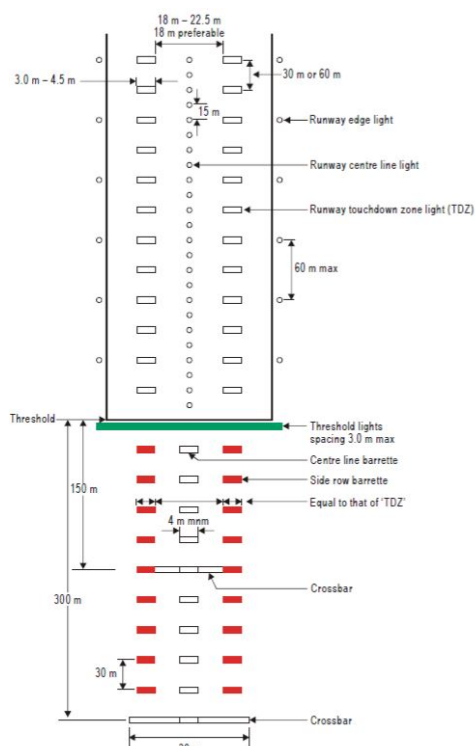 18 m – 22.5 m
18 m preferable
3.0 m – 4.5 m
30 m or 60 m
15 m
Runway edge light
Runway centre line light
Runway touchdown zone light (TDZ)
60 m max
Threshold
Threshold lights
spacing 3.0 m max
Centre line barrette
150 m
Side row barrette
Equal to that of ‘TDZ’
4 m mnm
300 m
Crossbar
30 m
Crossbar